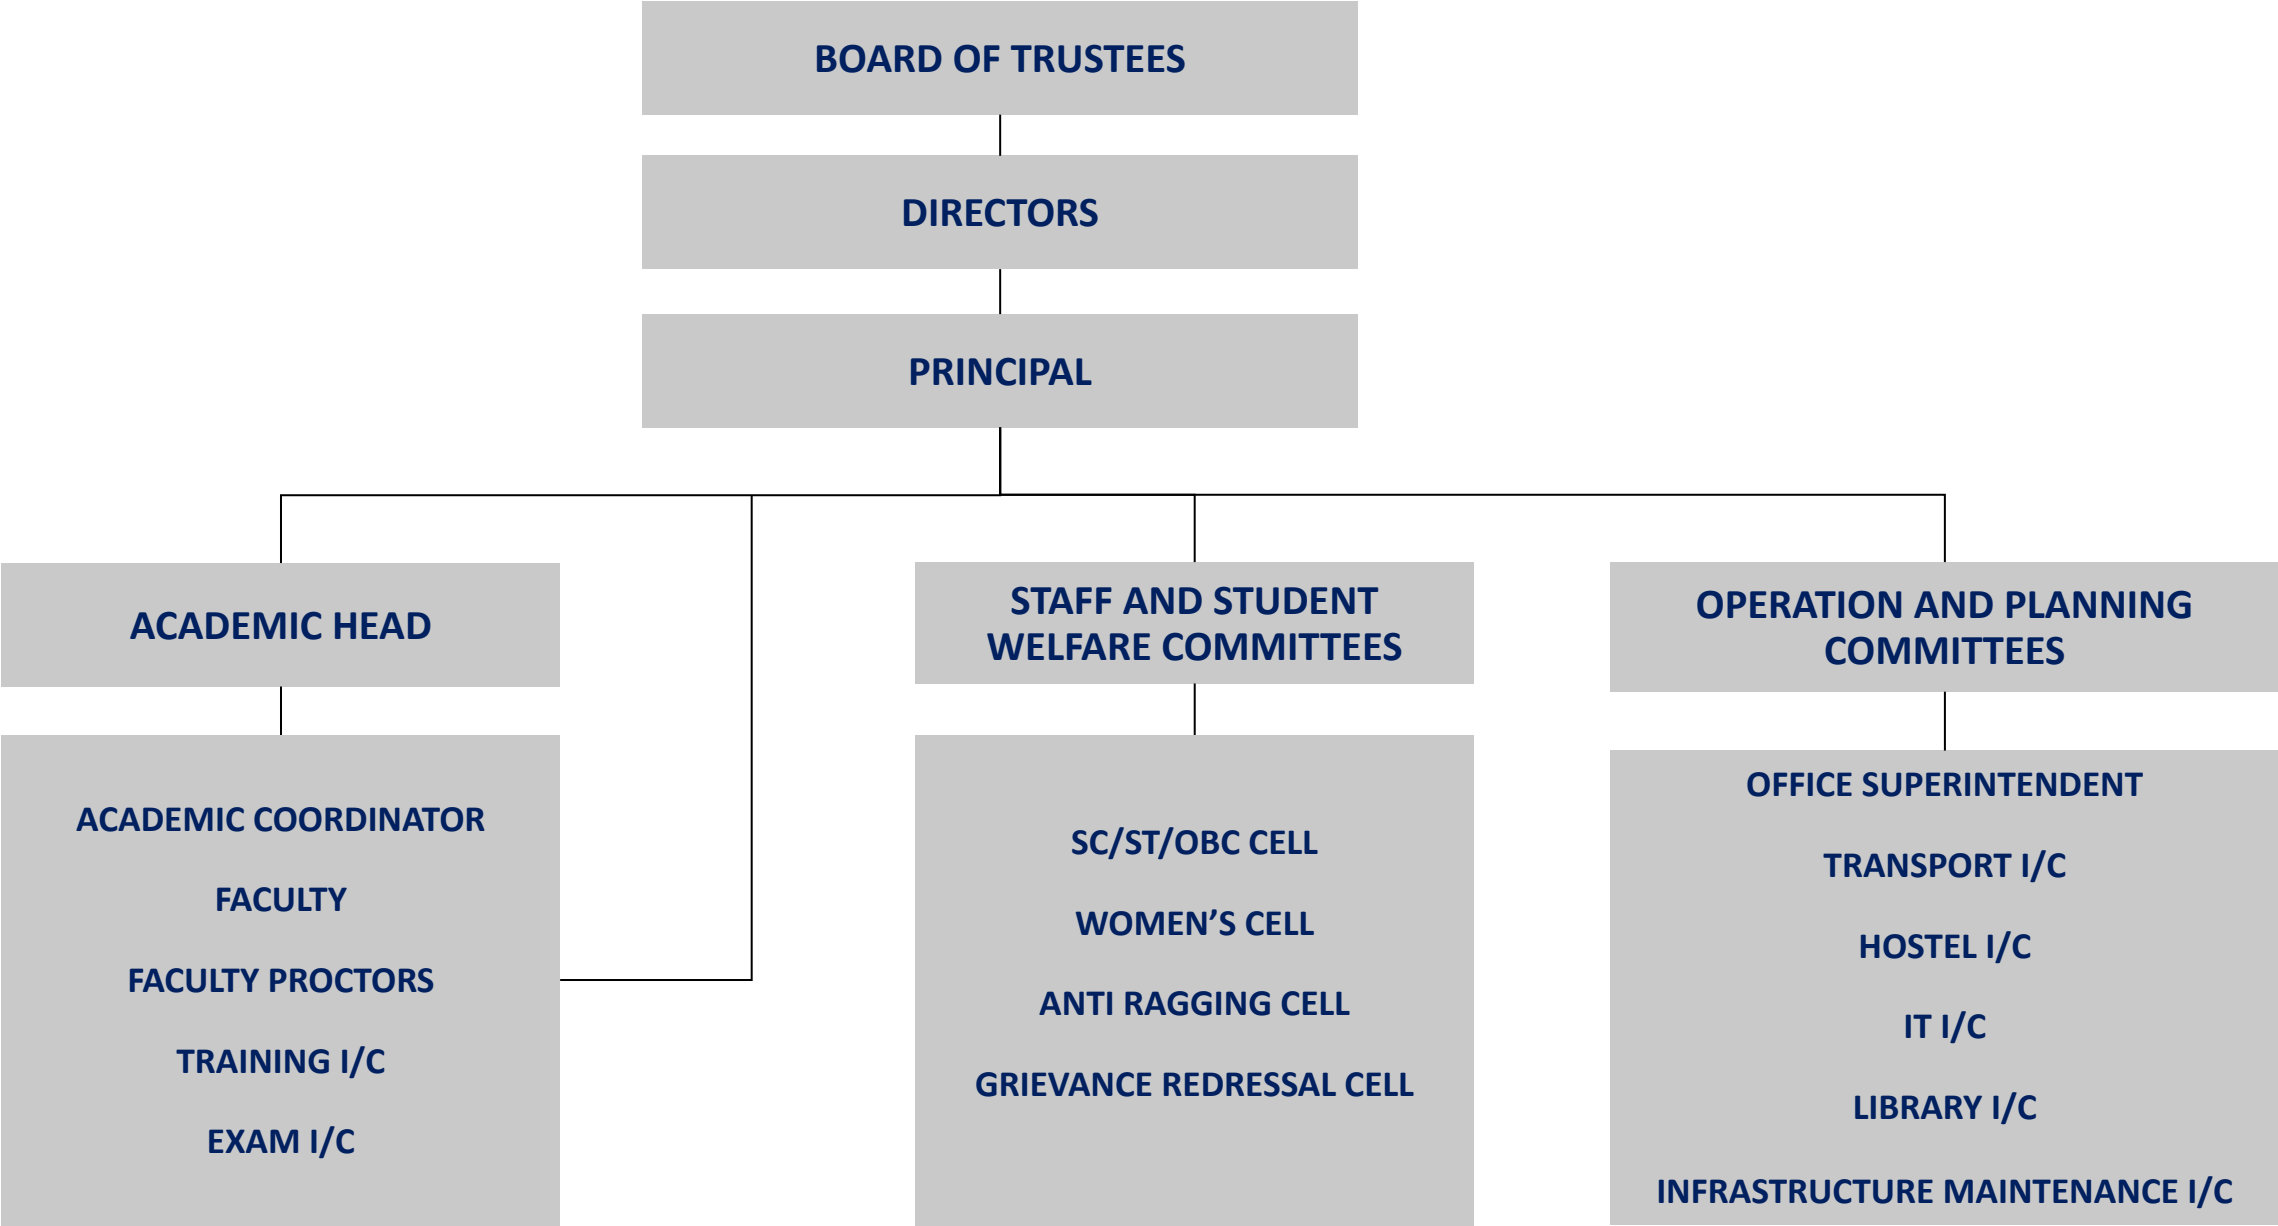 BOARD OF TRUSTEES
DIRECTORS
PRINCIPAL
ACADEMIC HEAD
ACADEMIC COORDINATOR
FACULTY
FACULTY PROCTORS
TRAINING I/C
EXAM I/C
STAFF AND STUDENT
WELFARE COMMITTEES
SC/ST/OBC CELL
WOMEN’S CELL
ANTI RAGGING CELL
GRIEVANCE REDRESSAL CELL
OPERATION AND PLANNING
COMMITTEES
OFFICE SUPERINTENDENT
TRANSPORT I/C
HOSTEL I/C
IT I/C
LIBRARY I/C
INFRASTRUCTURE MAINTENANCE I/C